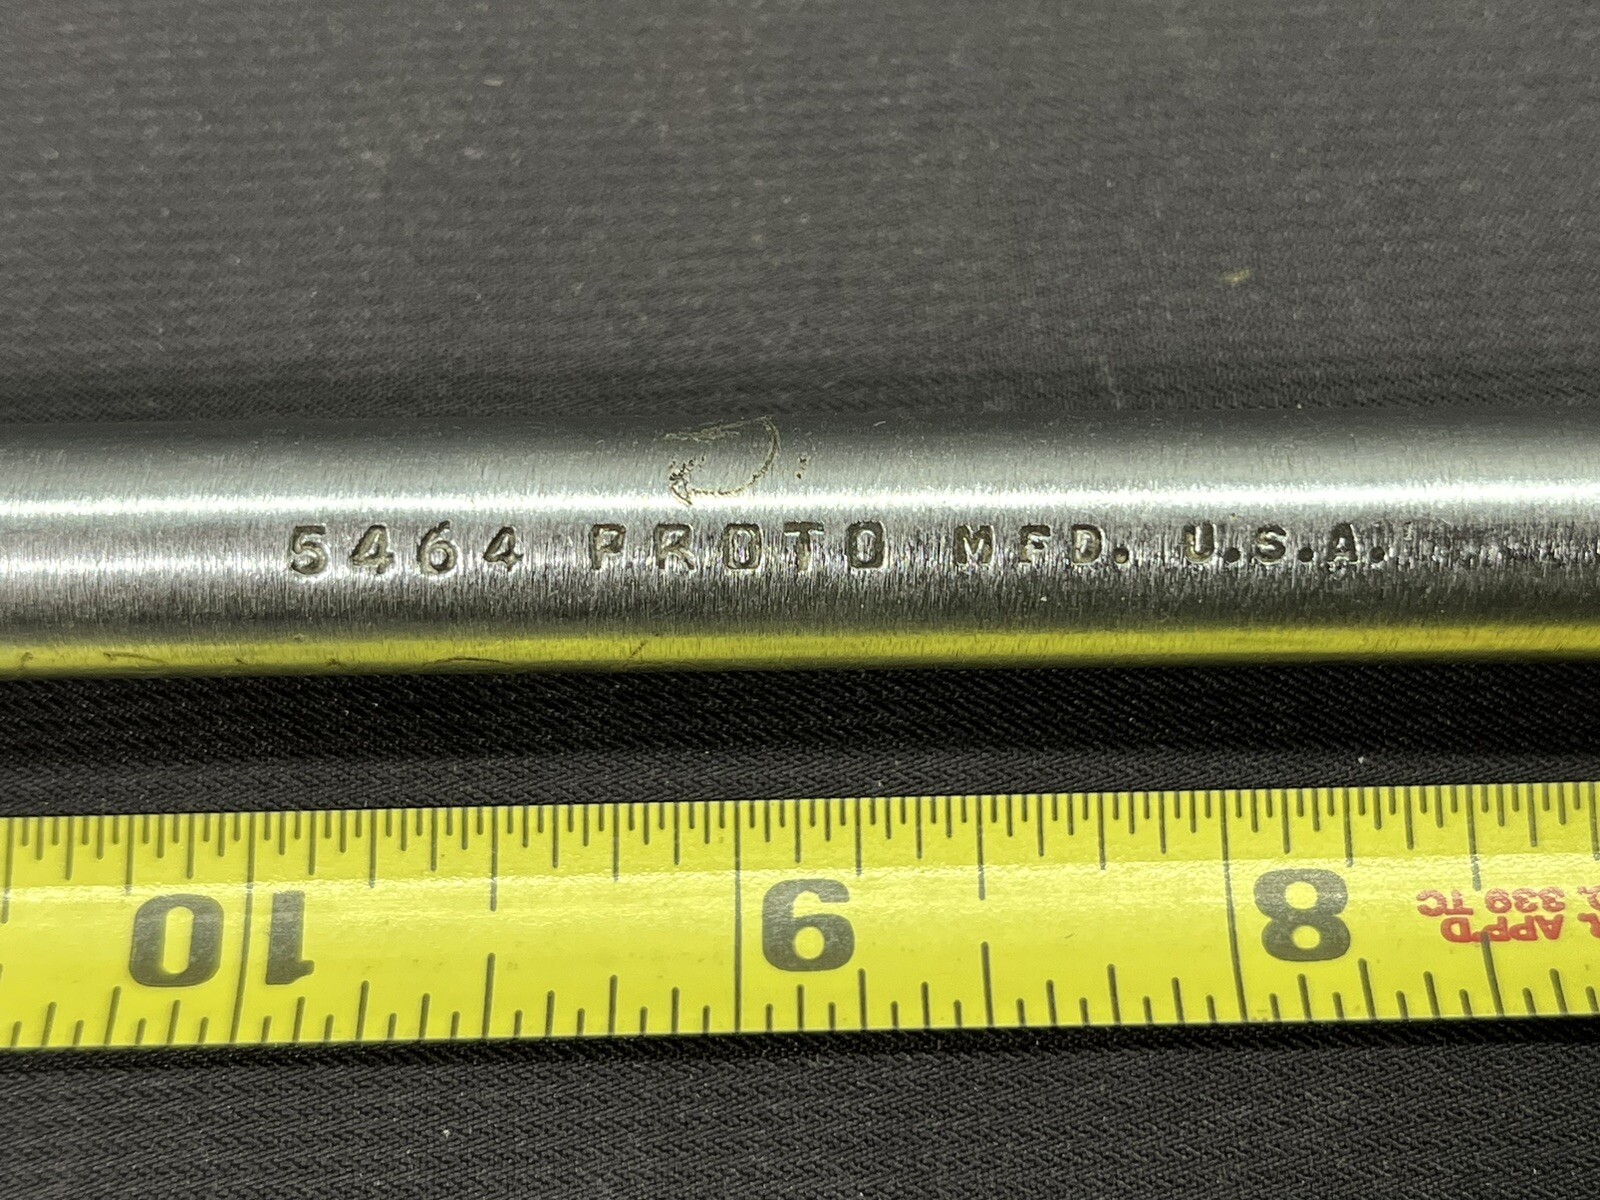 5464 PROTO MFD. U.S.A.
10 9 8
R APP'D
D. 339 TC